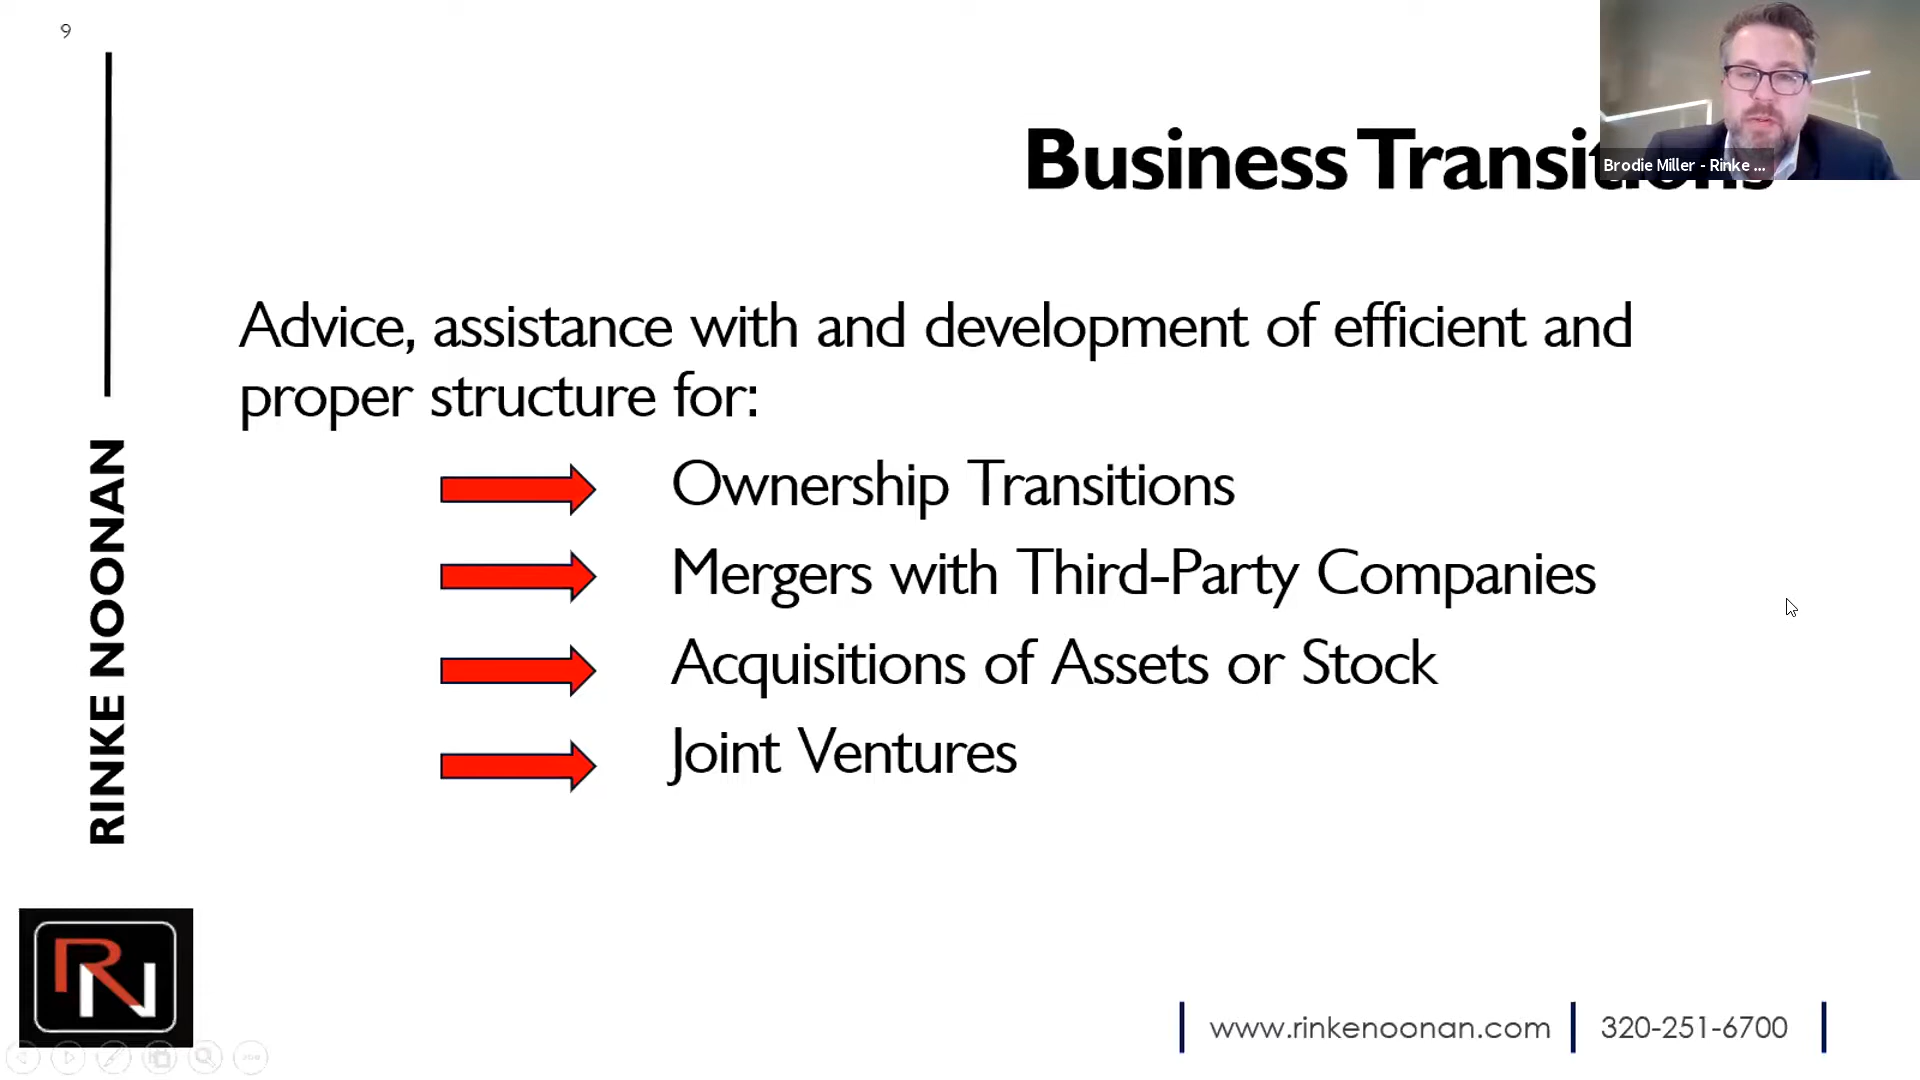 9
Business Transitions
Brodie Miller - Rinke ...
Advice, assistance with and development of efficient and
proper structure for:
Ownership Transitions
Mergers with Third-Party Companies
Acquisitions of Assets or Stock
Joint Ventures
RINKE NOONAN
RN
www.rinkenoonan.com
320-251-6700